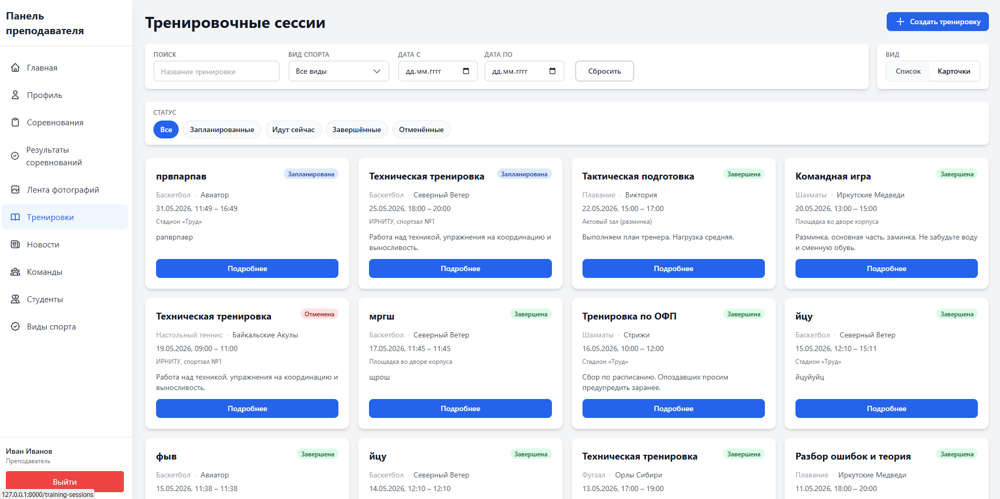 Панель
преподавателя
Главная
Профиль
Соревнования
Результаты
соревнований
Лента фотографий
Тренировки
Новости
Команды
Студенты
Виды спорта
Иван Иванов
Преподаватель
Выйти
127.0.0.1:8000/training-sessions
Тренировочные сессии
Создать тренировку
ПОИСК
Название тренировки
ВИД СПОРТА
Все виды
ДАТА С
дд.мм.гггг
ДАТА ПО
дд.мм.гггг
Сбросить
ВИД
Список
Карточки
СТАТУС
Все
Запланированные
Идут сейчас
Завершённые
Отменённые
првпарпав
Запланирована
Баскетбол · Авиатор
31.05.2026, 11:49 – 16:49
Стадион «Труд»
рапврпавр
Подробнее
Техническая тренировка
Запланирована
Баскетбол · Северный Ветер
25.05.2026, 18:00 – 20:00
ИРНИТУ, спортзал №1
Работа над техникой, упражнения на координацию и
выносливость.
Подробнее
Тактическая подготовка
Завершена
Плавание · Виктория
22.05.2026, 15:00 – 17:00
Актовый зал (разминка)
Выполняем план тренера. Нагрузка средняя.
Подробнее
Командная игра
Завершена
Шахматы · Иркутские Медведи
20.05.2026, 13:00 – 15:00
Площадка во дворе корпуса
Разминка, основная часть, заминка. Не забудьте воду
и сменную обувь.
Подробнее
Техническая тренировка
Отменена
Настольный теннис · Байкальские Акулы
19.05.2026, 09:00 – 11:00
ИРНИТУ, спортзал №1
Работа над техникой, упражнения на координацию и
выносливость.
Подробнее
мргш
Завершена
Баскетбол · Северный Ветер
17.05.2026, 11:45 – 11:45
Площадка во дворе корпуса
щрош
Подробнее
Тренировка по ОФП
Завершена
Шахматы · Стрижи
16.05.2026, 10:00 – 12:00
Стадион «Труд»
Сбор по расписанию. Опоздавших просим
предупредить заранее.
Подробнее
йцу
Завершена
Баскетбол · Северный Ветер
15.05.2026, 12:10 – 15:11
Стадион «Труд»
йцуйуйц
Подробнее
фыв
Завершена
Баскетбол · Авиатор
15.05.2026, 11:38 – 11:38
йцу
Завершена
Баскетбол · Северный Ветер
14.05.2026, 12:10 – 12:10
Техническая тренировка
Завершена
Футзал · Орлы Сибири
13.05.2026, 17:00 – 19:00
Разбор ошибок и теория
Завершена
Плавание · Иркутские Медведи
11.05.2026, 18:00 – 20:00